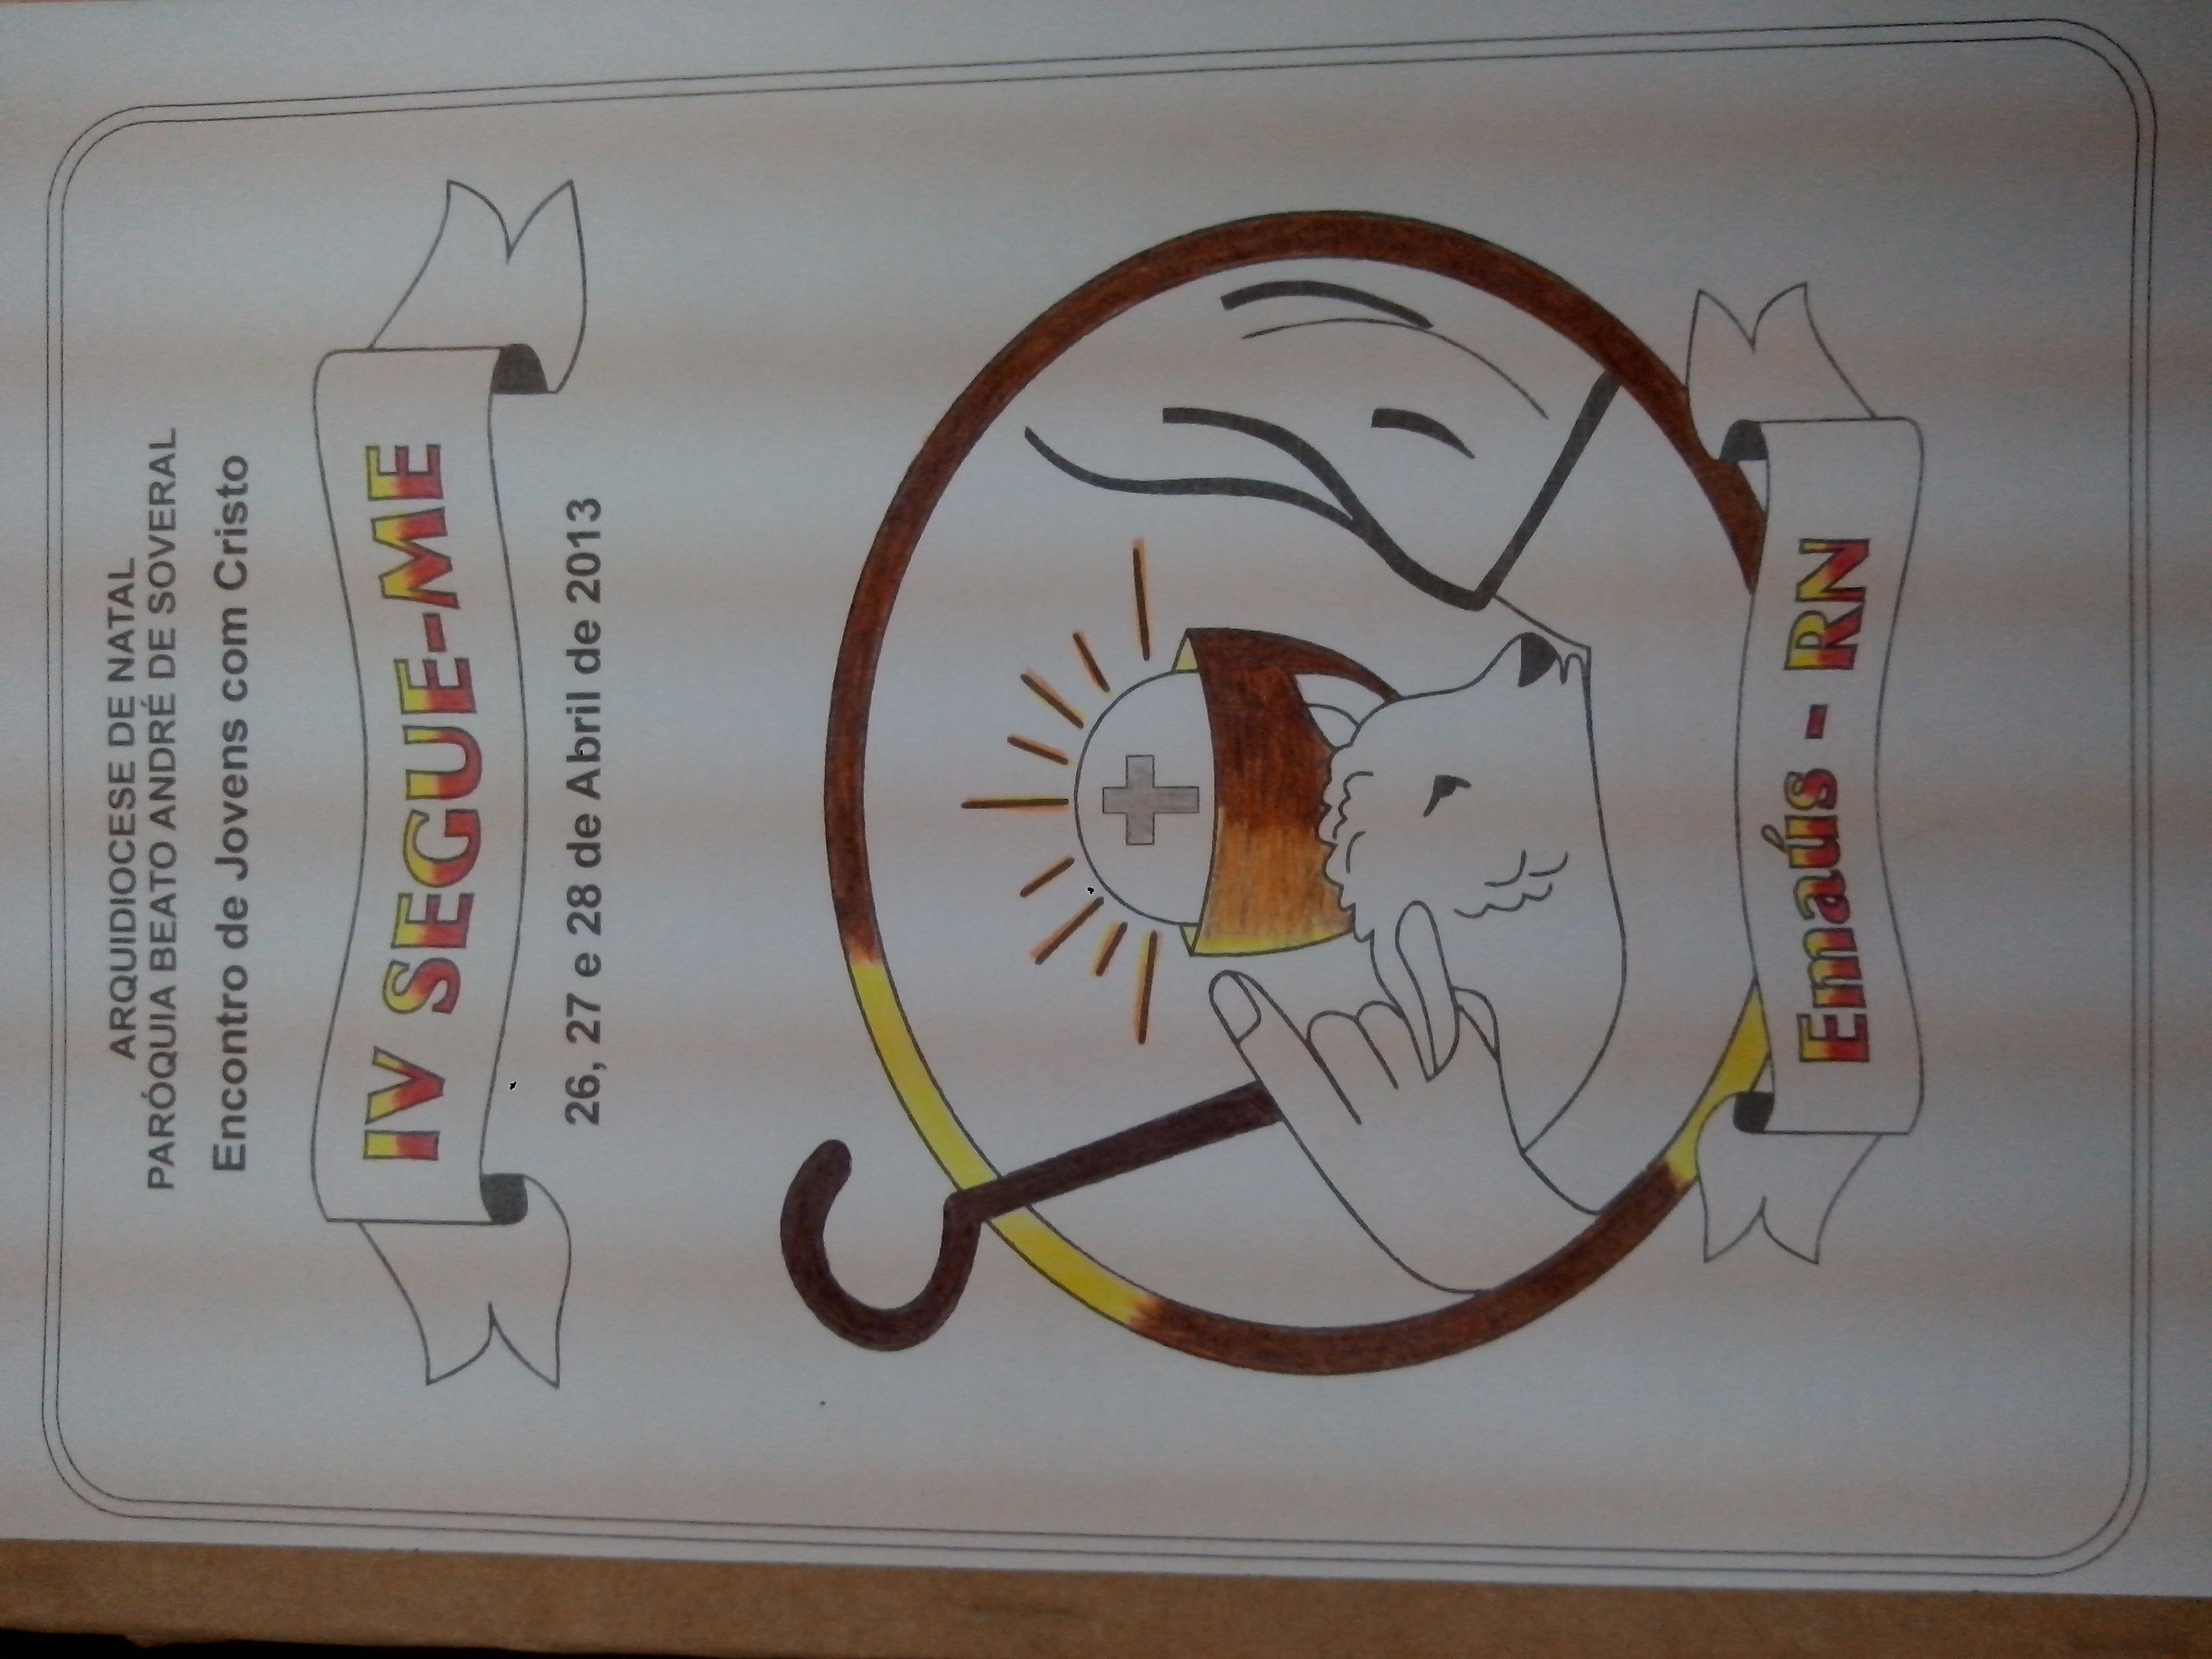 ARQUIDIOCESE DE NATAL
PARÓQUIA BEATO ANDRÉ DE SOVERAL
Encontro de Jovens com Cristo
IV SEGUE-ME
26, 27 e 28 de Abril de 2013
Emaús - RN